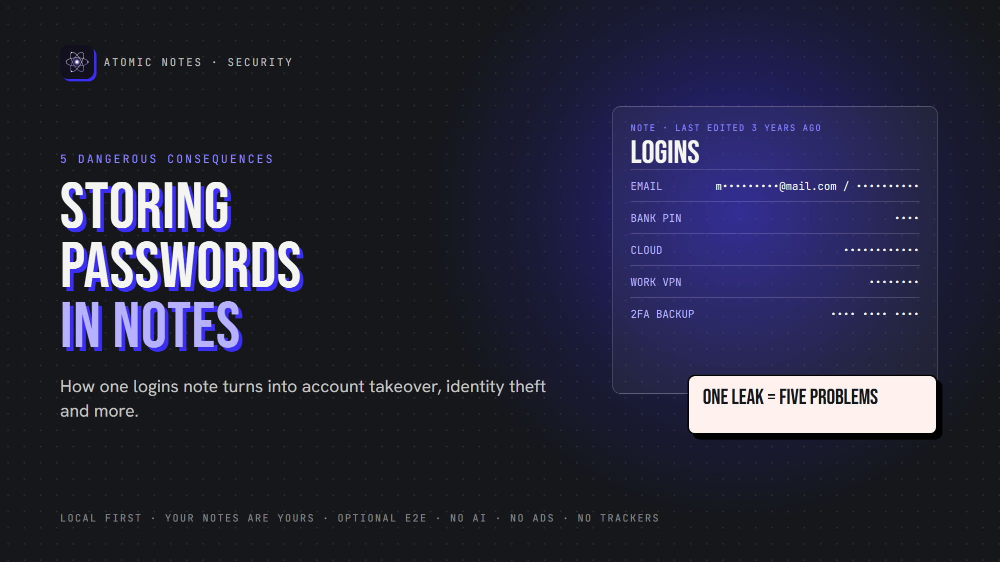 ATOMIC NOTES · SECURITY
5 DANGEROUS CONSEQUENCES
STORING
PASSWORDS
IN NOTES
How one logins note turns into account takeover, identity theft
and more.
NOTE · LAST EDITED 3 YEARS AGO
LOGINS
EMAIL m•••••••••@mail.com / ••••••••••
BANK PIN ••••
CLOUD ••••••••••••
WORK VPN ••••••••
2FA BACKUP •••• •••• ••••
ONE LEAK = FIVE PROBLEMS
LOCAL FIRST · YOUR NOTES ARE YOURS · OPTIONAL E2E · NO AI · NO ADS · NO TRACKERS